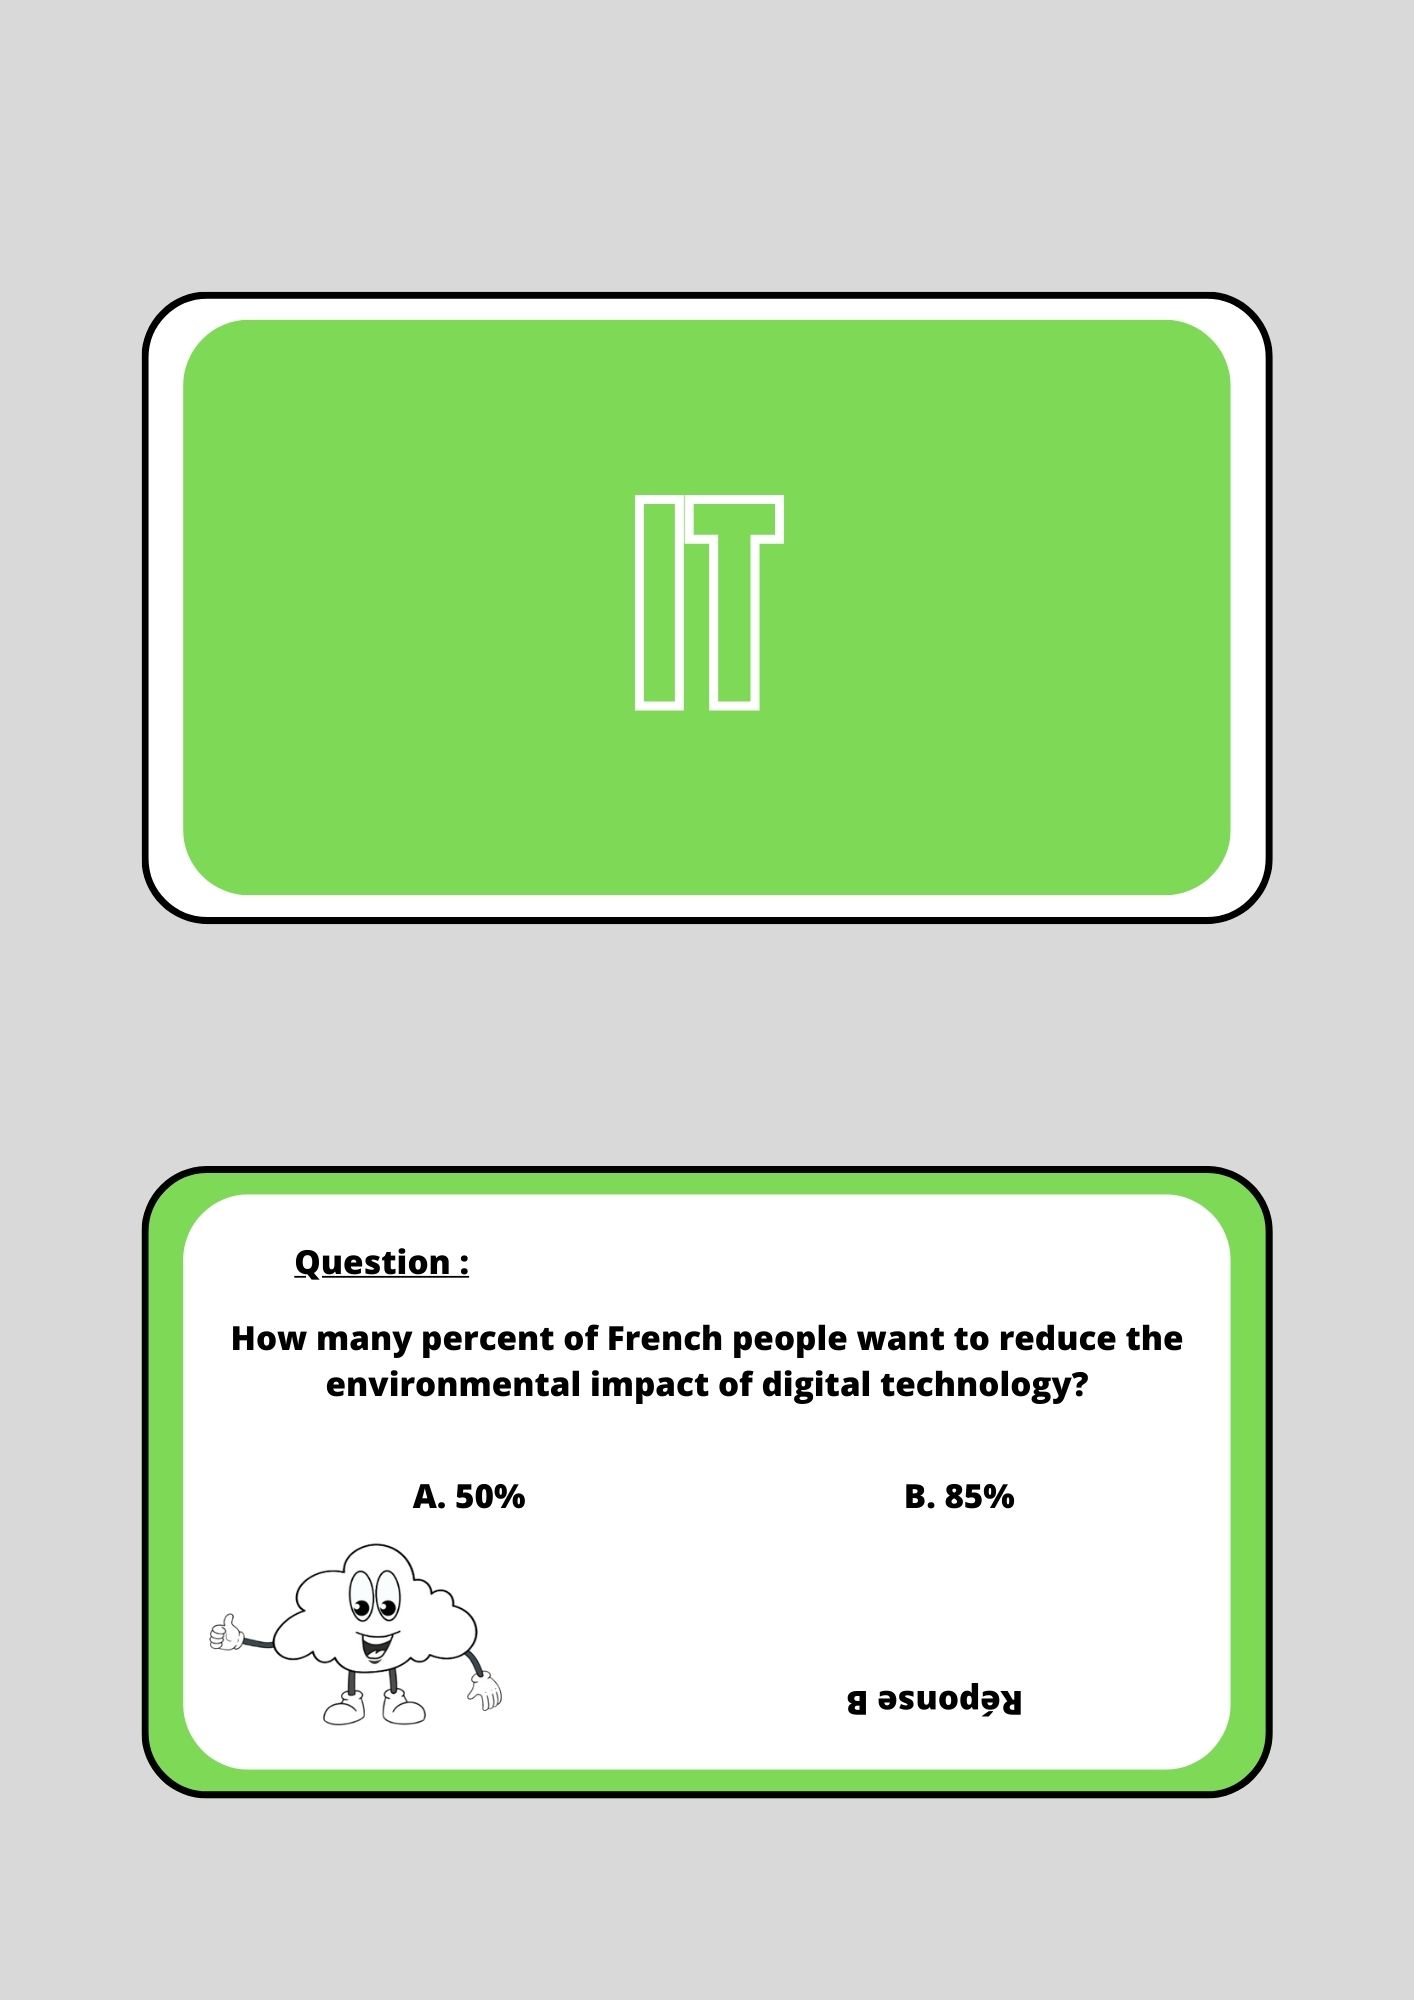 IT
Question :
How many percent of French people want to reduce the
environmental impact of digital technology?
A. 50%
B. 85%
Réponse B